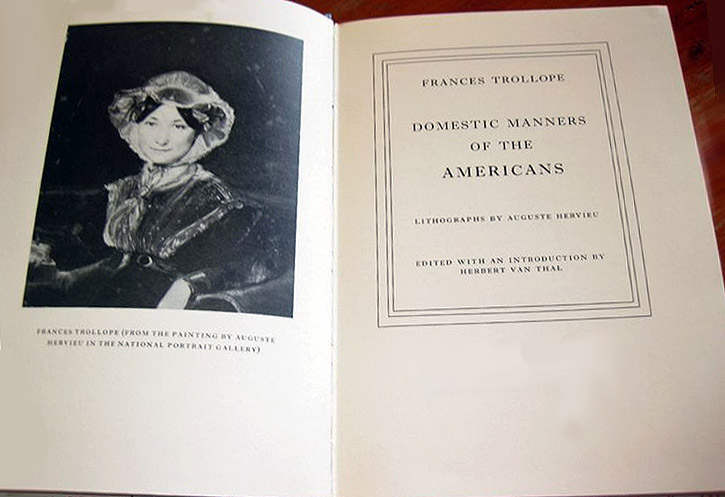 FRANCES TROLLOPE (FROM THE PAINTING BY AUGUSTE
HERVIEU IN THE NATIONAL PORTRAIT GALLERY)
FRANCES TROLLOPE
DOMESTIC MANNERS
OF THE
AMERICANS
LITHOGRAPHS BY AUGUSTE HERVIEU
EDITED WITH AN INTRODUCTION BY
HERBERT VAN THAL